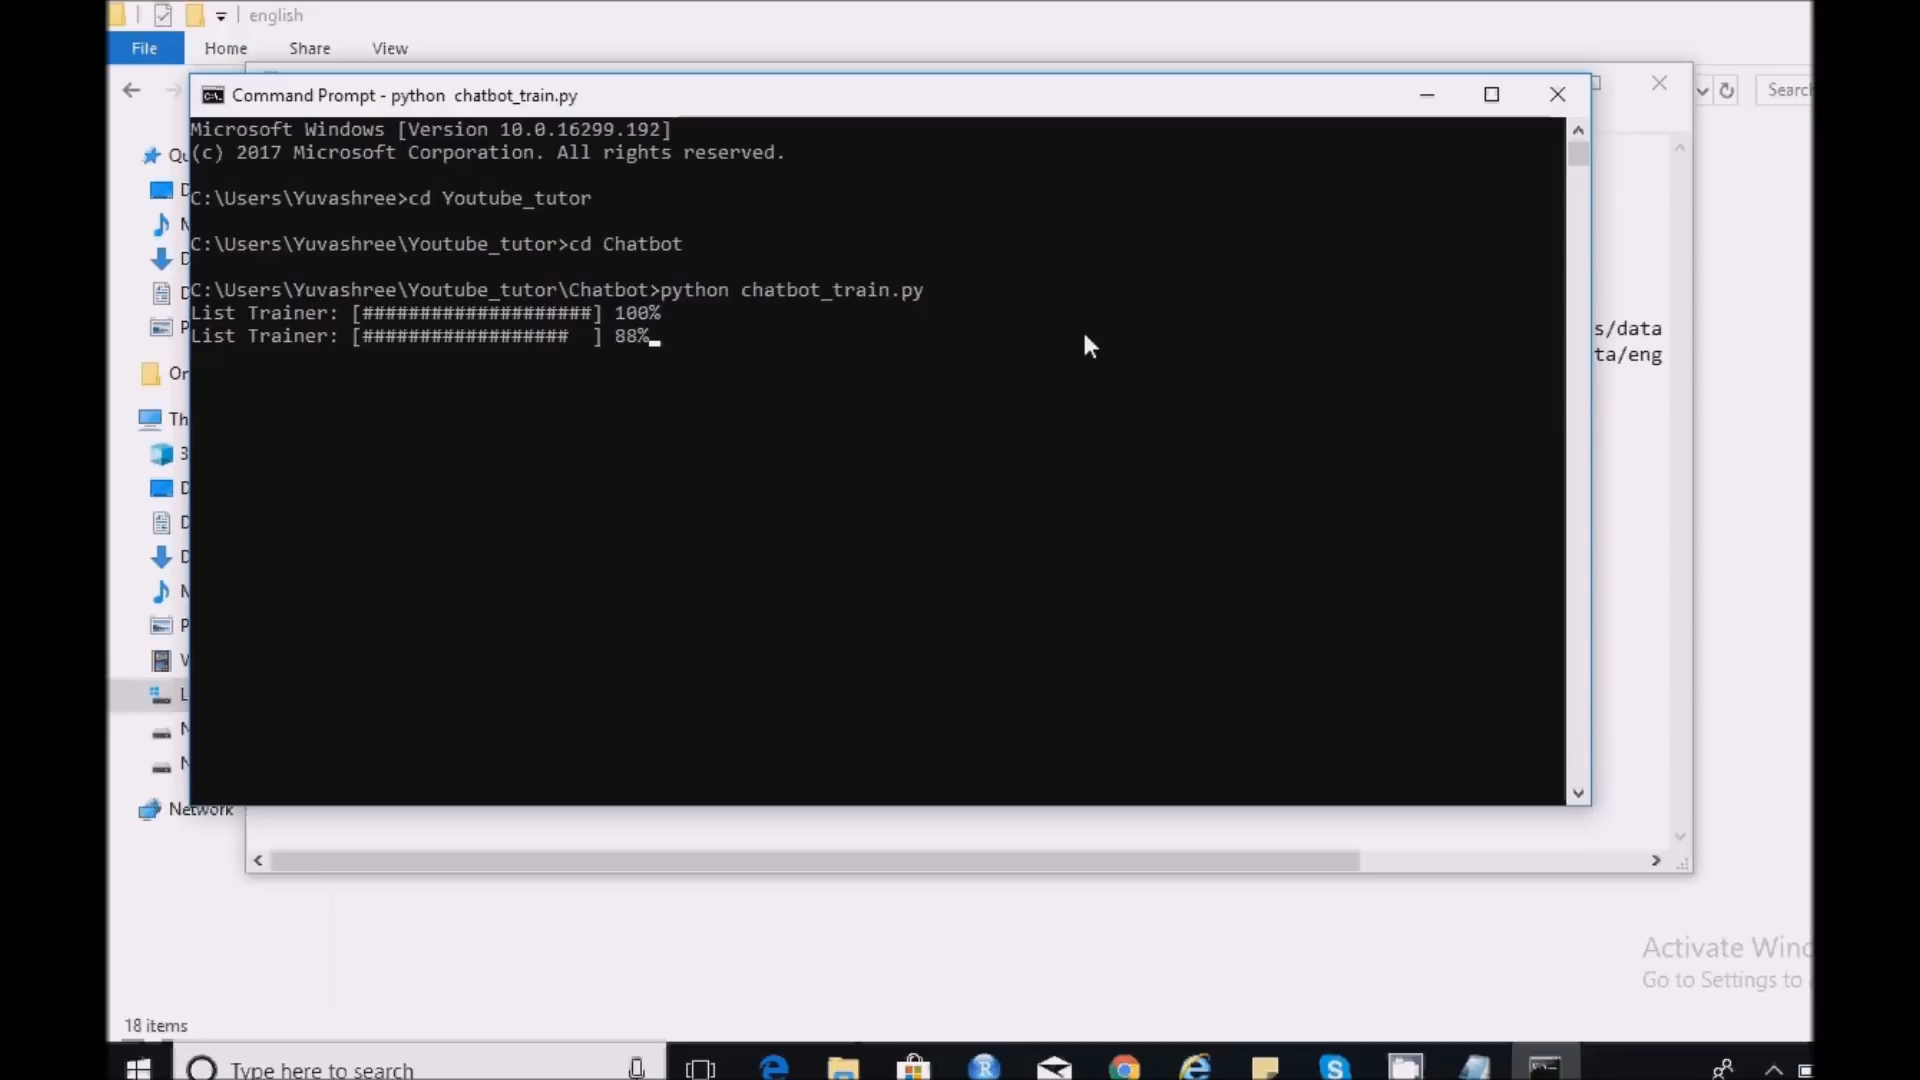 english
File Home Share View
Search
Command Prompt - python chatbot_train.py
Microsoft Windows [Version 10.0.16299.192]
(c) 2017 Microsoft Corporation. All rights reserved.
C:\Users\Yuvashree>cd Youtube_tutor
C:\Users\Yuvashree\Youtube_tutor>cd Chatbot
C:\Users\Yuvashree\Youtube_tutor\Chatbot>python chatbot_train.py
List Trainer: [####################] 100%
List Trainer: [##################  ] 88%
s/data
ta/eng
Network
Activate Wind
Go to Settings to
18 items
Type here to search